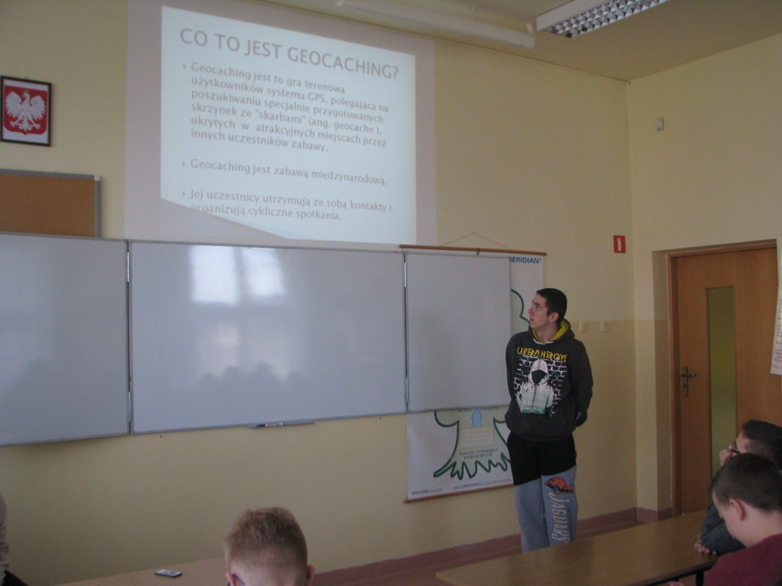 CO TO JEST GEOCACHING?
Geocaching jest to gra terenowa
użytkowników systemu GPS, polegająca na
poszukiwaniu specjalnie przygotowanych
skrzynek ze "skarbami" (ang. geocache ),
ukrytych w atrakcyjnych miejscach przez
innych uczestników zabawy.
Geocaching jest zabawą międzynarodową.
Jej uczestnicy utrzymują ze sobą kontakty i
organizują cykliczne spotkania.
MERIDIAN
JAGUARS